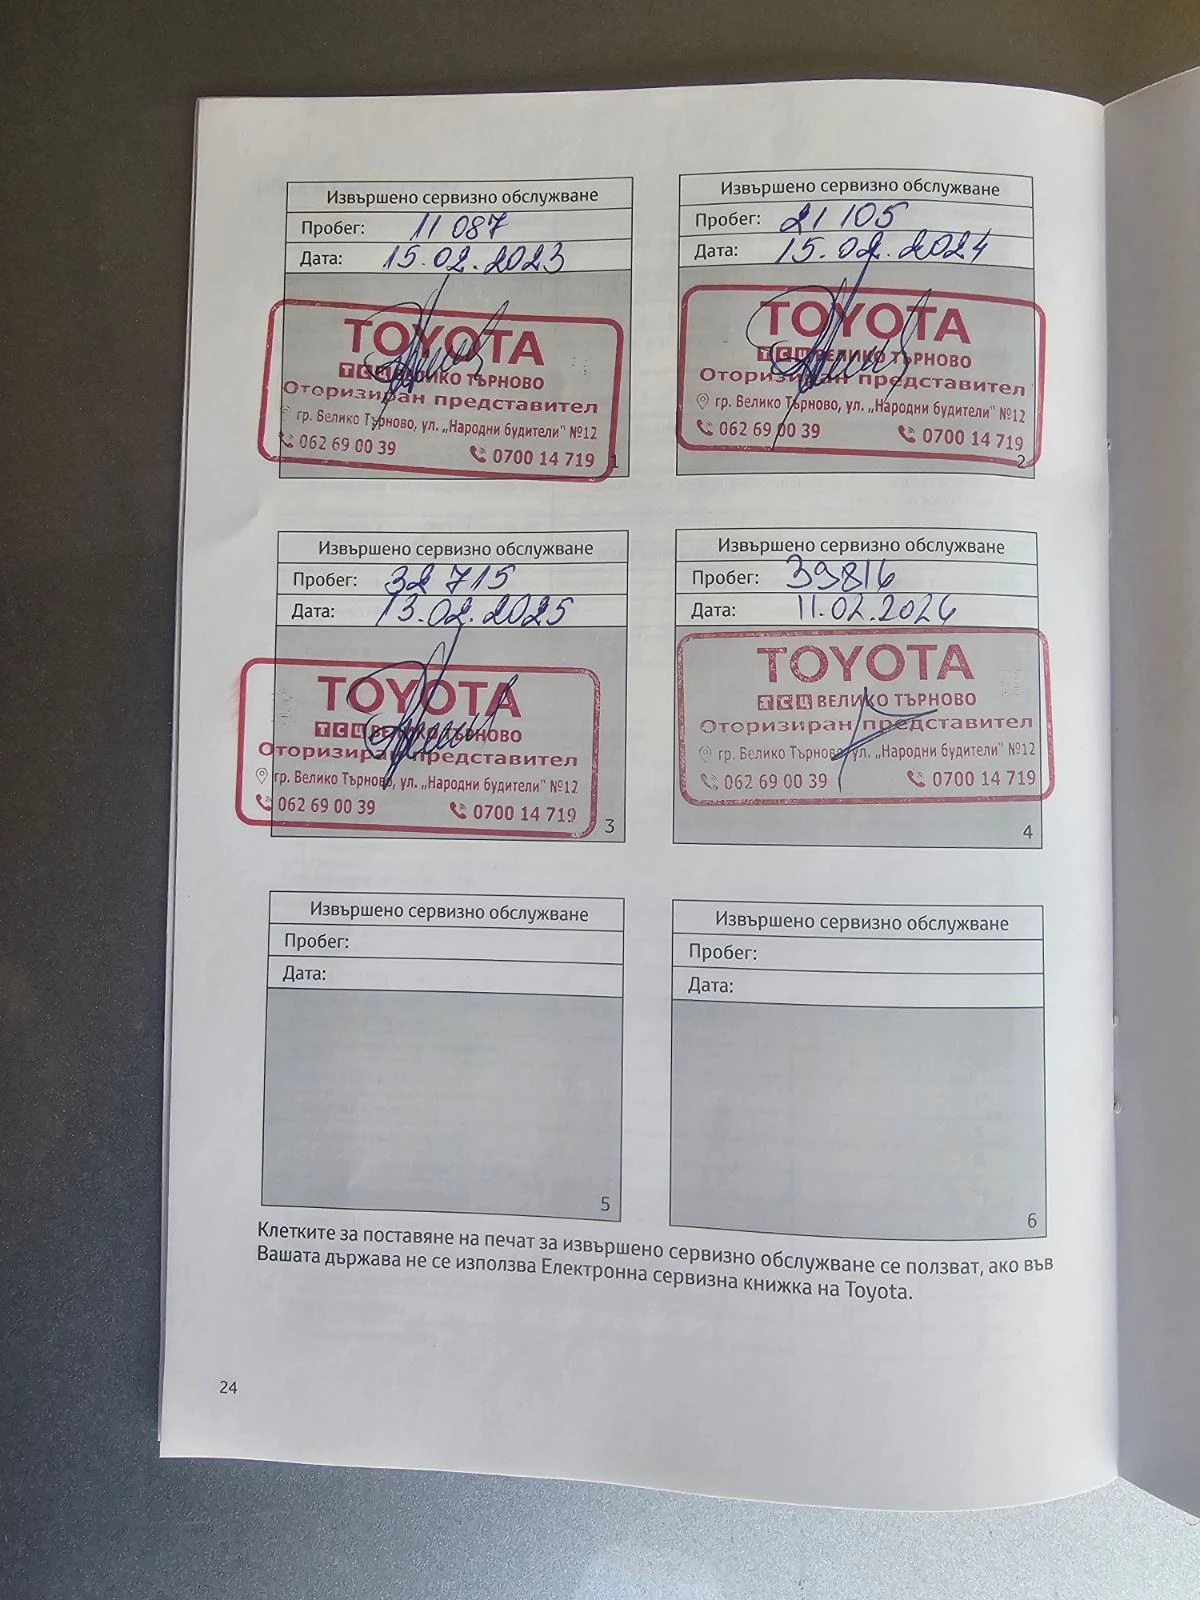 Извършено сервизно обслужване
Пробег: 11 087
Дата: 15.02.2023
TOYOTA
ТСЦ ВЕЛИКО ТЪРНОВО
Оторизиран представител
гр. Велико Търново, ул. „Народни будители“ №12
062 69 00 39 0700 14 719
1
Извършено сервизно обслужване
Пробег: 21 105
Дата: 15.02.2024
TOYOTA
ТСЦ ВЕЛИКО ТЪРНОВО
Оторизиран представител
гр. Велико Търново, ул. „Народни будители“ №12
062 69 00 39 0700 14 719
2
Извършено сервизно обслужване
Пробег: 32 715
Дата: 13.02.2025
TOYOTA
ТСЦ ВЕЛИКО ТЪРНОВО
Оторизиран представител
гр. Велико Търново, ул. „Народни будители“ №12
062 69 00 39 0700 14 719
3
Извършено сервизно обслужване
Пробег: 39816
Дата: 11.02.2026
TOYOTA
ТСЦ ВЕЛИКО ТЪРНОВО
Оторизиран представител
гр. Велико Търново, ул. „Народни будители“ №12
062 69 00 39 0700 14 719
4
Извършено сервизно обслужване
Пробег:
Дата:
5
Извършено сервизно обслужване
Пробег:
Дата:
6
Клетките за поставяне на печат за извършено сервизно обслужване се ползват, ако във
Вашата държава не се използва Електронна сервизна книжка на Toyota.
24